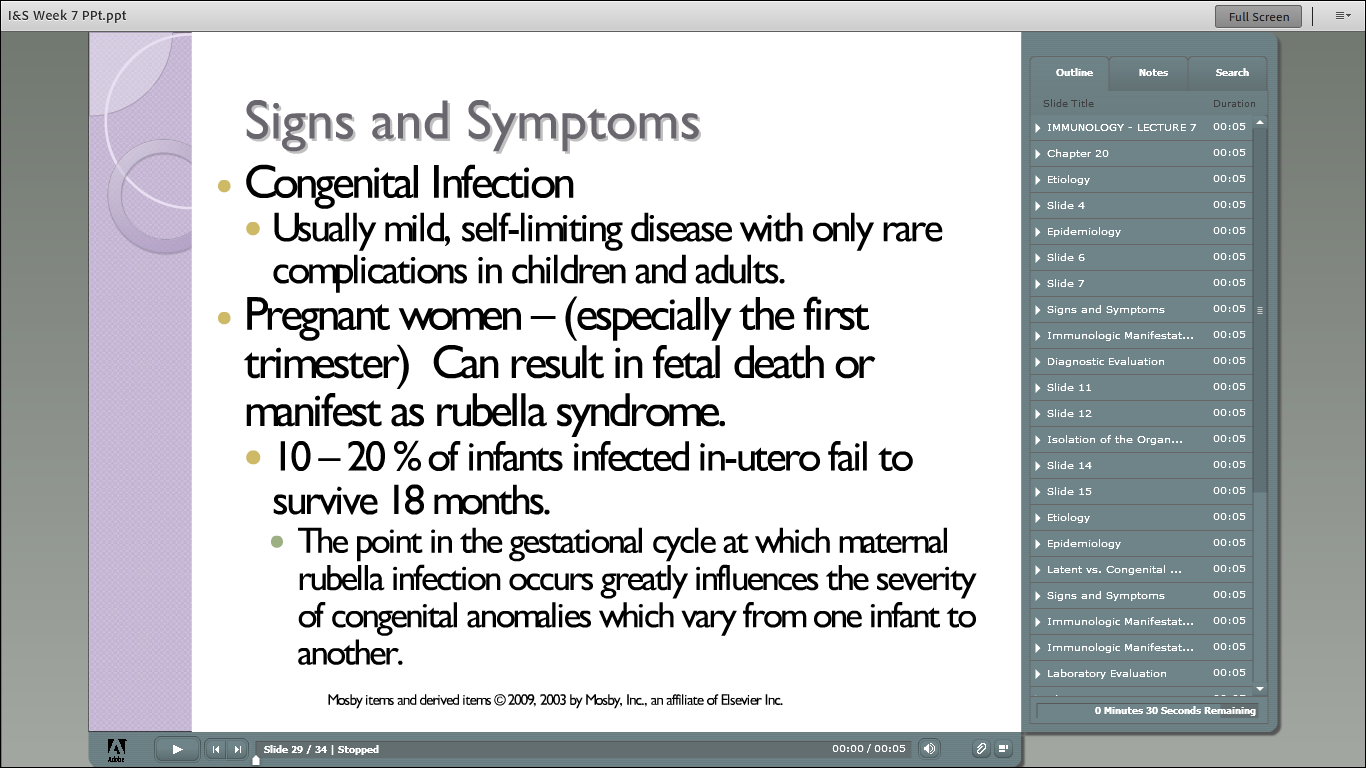 I&S Week 7 PPt.ppt
Full Screen
Signs and Symptoms
Congenital Infection
Usually mild, self-limiting disease with only rare
complications in children and adults.
Pregnant women – (especially the first
trimester) Can result in fetal death or
manifest as rubella syndrome.
10 – 20 % of infants infected in-utero fail to
survive 18 months.
The point in the gestational cycle at which maternal
rubella infection occurs greatly influences the severity
of congenital anomalies which vary from one infant to
another.
Mosby items and derived items © 2009, 2003 by Mosby, Inc., an affiliate of Elsevier Inc.
Outline Notes Search
Slide Title Duration
IMMUNOLOGY - LECTURE 7 00:05
Chapter 20 00:05
Etiology 00:05
Slide 4 00:05
Epidemiology 00:05
Slide 6 00:05
Slide 7 00:05
Signs and Symptoms 00:05
Immunologic Manifestat... 00:05
Diagnostic Evaluation 00:05
Slide 11 00:05
Slide 12 00:05
Isolation of the Organ... 00:05
Slide 14 00:05
Slide 15 00:05
Etiology 00:05
Epidemiology 00:05
Latent vs. Congenital ... 00:05
Signs and Symptoms 00:05
Immunologic Manifestat... 00:05
Immunologic Manifestat... 00:05
Laboratory Evaluation 00:05
0 Minutes 30 Seconds Remaining
Adobe
Slide 29 / 34 | Stopped
00:00 / 00:05